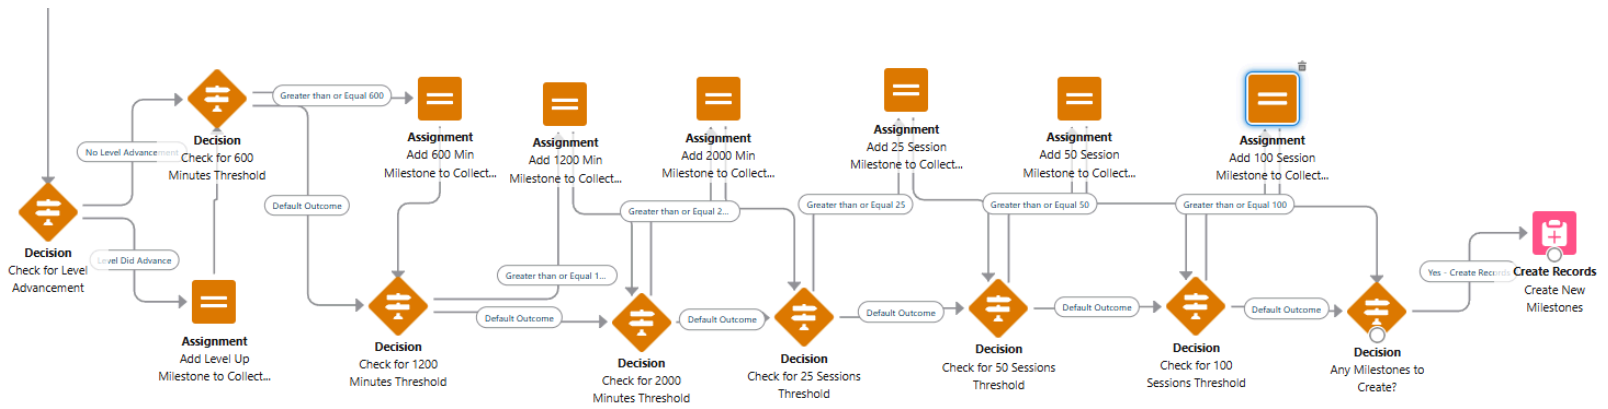 Decision
Check for Level
Advancement
No Level Advancement
Level Did Advance
Decision
Check for 600
Minutes Threshold
Assignment
Add Level Up
Milestone to Collect...
Greater than or Equal 600
Default Outcome
Assignment
Add 600 Min
Milestone to Collect...
Decision
Check for 1200
Minutes Threshold
Greater than or Equal 1...
Default Outcome
Assignment
Add 1200 Min
Milestone to Collect...
Decision
Check for 2000
Minutes Threshold
Greater than or Equal 2...
Default Outcome
Assignment
Add 2000 Min
Milestone to Collect...
Decision
Check for 25 Sessions
Threshold
Greater than or Equal 25
Default Outcome
Assignment
Add 25 Session
Milestone to Collect...
Decision
Check for 50 Sessions
Threshold
Greater than or Equal 50
Default Outcome
Assignment
Add 50 Session
Milestone to Collect...
Decision
Check for 100
Sessions Threshold
Greater than or Equal 100
Default Outcome
Assignment
Add 100 Session
Milestone to Collect...
Decision
Any Milestones to
Create?
Yes - Create Records
Create Records
Create New
Milestones